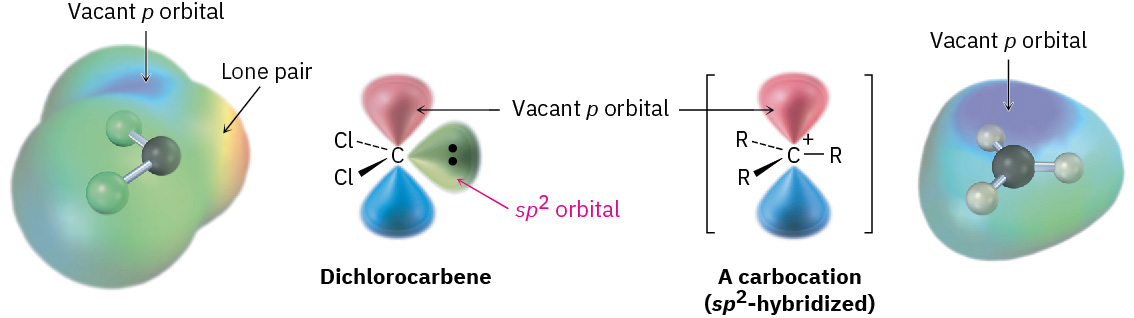 Vacant p orbital
Lone pair
Vacant p orbital
Vacant p orbital
Cl
C
Cl
sp² orbital
R
C
+
R
R
Dichlorocarbene
A carbocation
(sp²-hybridized)